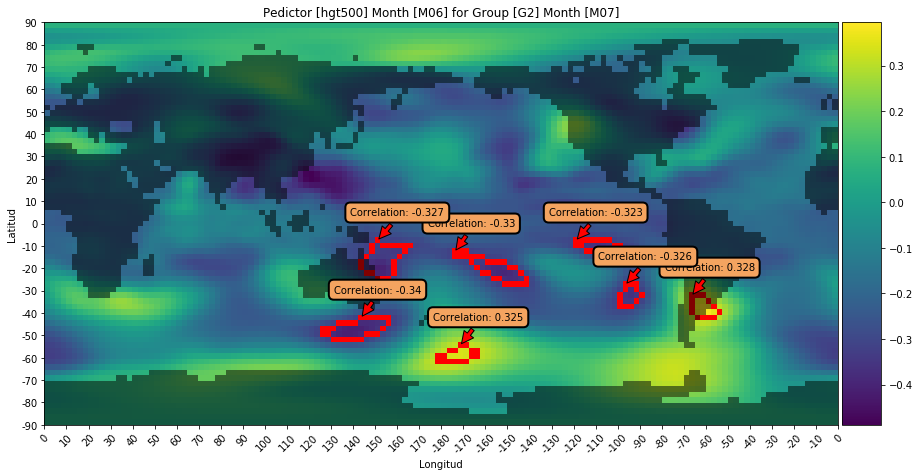 Pedictor [hgt500] Month [M06] for Group [G2] Month [M07]
90
80
70
60
50
40
30
20
10
0
-10
-20
-30
-40
-50
-60
-70
-80
-90
Latitud
Correlation: -0.327
Correlation: -0.33
Correlation: -0.323
Correlation: -0.326
Correlation: 0.328
Correlation: -0.34
Correlation: 0.325
0 10 20 30 40 50 60 70 80 90 100 110 120 130 140 150 160 170 -180 -170 -160 -150 -140 -130 -120 -110 -100 -90 -80 -70 -60 -50 -40 -30 -20 -10 0
Longitud
0.3
0.2
0.1
0.0
−0.1
−0.2
−0.3
−0.4